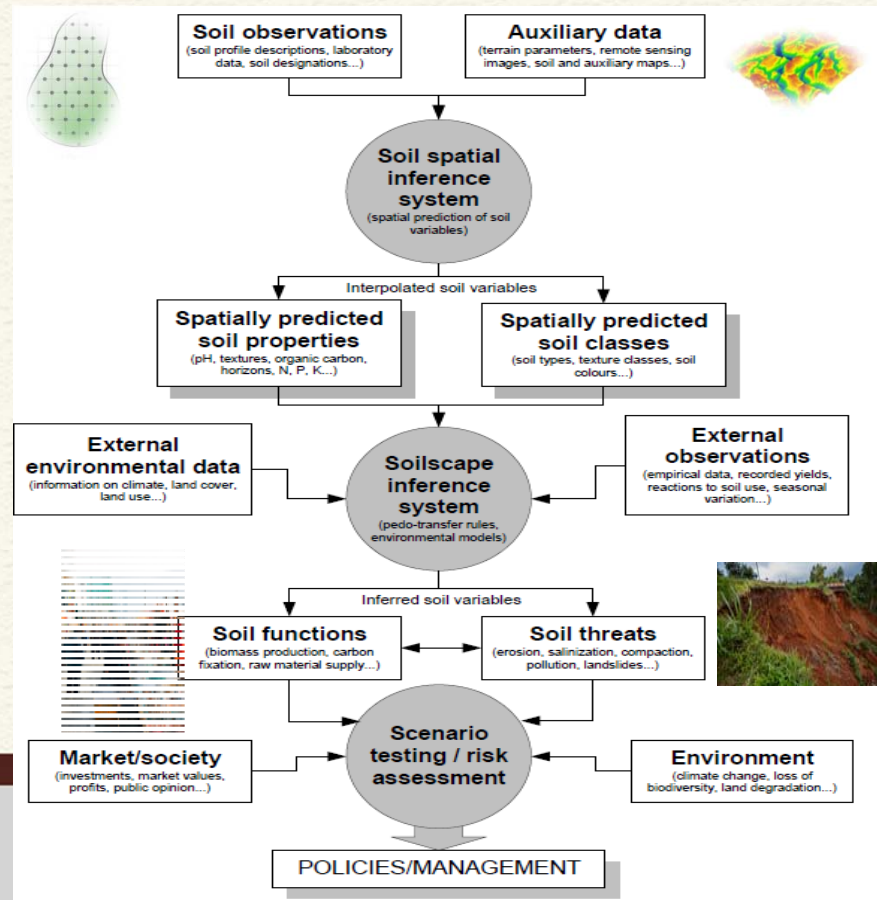 Soil observations
(soil profile descriptions, laboratory
data, soil designations...)
Auxiliary data
(terrain parameters, remote sensing
images, soil and auxiliary maps...)
Soil spatial
inference
system
(spatial prediction of soil
variables)
Interpolated soil variables
Spatially predicted
soil properties
(pH, textures, organic carbon,
horizons, N, P, K...)
Spatially predicted
soil classes
(soil types, texture classes, soil
colours...)
External
environmental data
(information on climate, land cover,
land use...)
Soilscape
inference
system
(pedo-transfer rules,
environmental models)
External
observations
(empirical data, recorded yields,
reactions to soil use, seasonal
variation...)
Inferred soil variables
Soil functions
(biomass production, carbon
fixation, raw material supply...)
Soil threats
(erosion, salinization, compaction,
pollution, landslides...)
Scenario
testing / risk
assessment
Market/society
(investments, market values,
profits, public opinion...)
Environment
(climate change, loss of
biodiversity, land degradation...)
POLICIES/MANAGEMENT